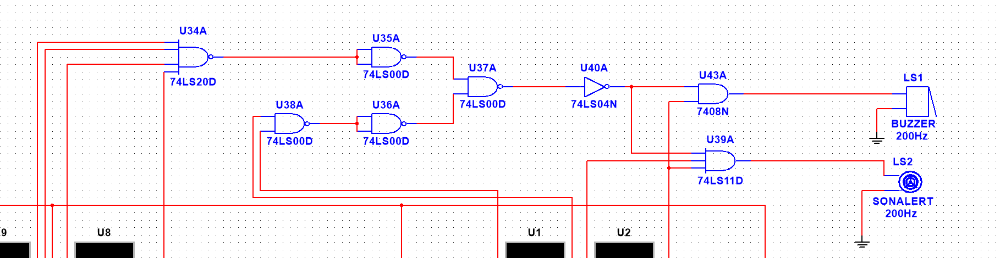 U34A
74LS20D
U35A
74LS00D
U37A
74LS00D
U40A
74LS04N
U43A
7408N
LS1
BUZZER
200Hz
U38A
74LS00D
U36A
74LS00D
U39A
74LS11D
LS2
SONALERT
200Hz
9
U8
U1
U2